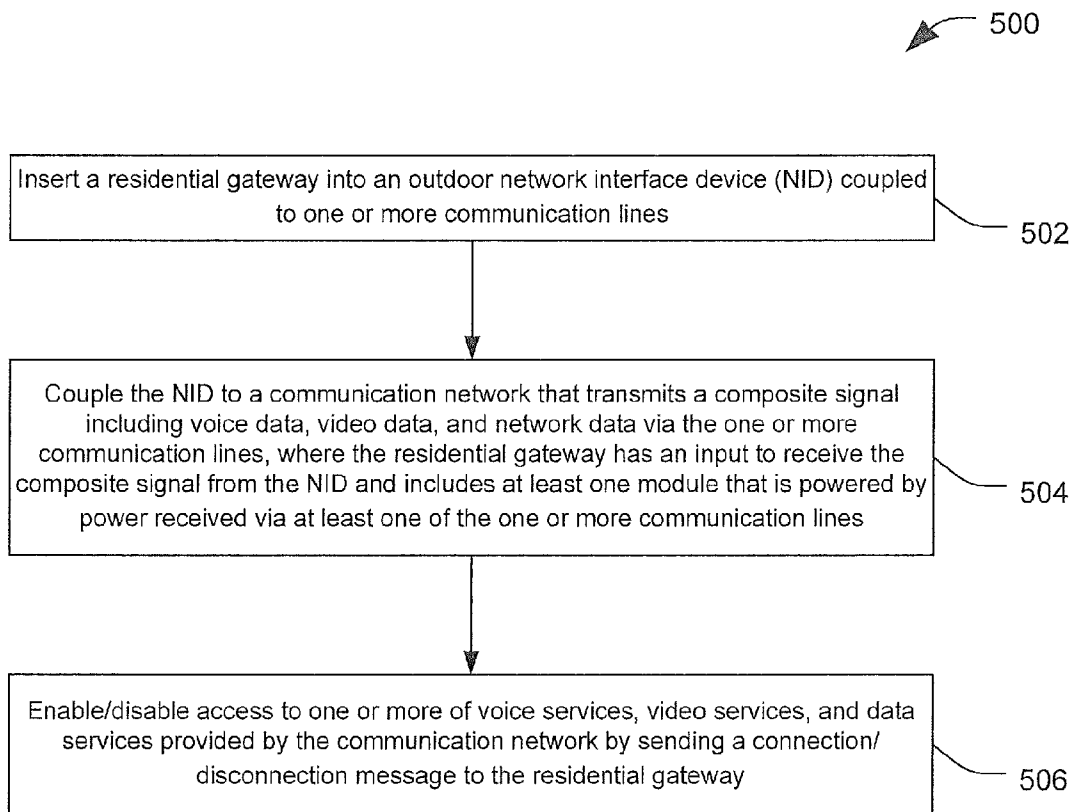 500
Insert a residential gateway into an outdoor network interface device (NID) coupled
to one or more communication lines
502
Couple the NID to a communication network that transmits a composite signal
including voice data, video data, and network data via the one or more
communication lines, where the residential gateway has an input to receive the
composite signal from the NID and includes at least one module that is powered by
power received via at least one of the one or more communication lines
504
Enable/disable access to one or more of voice services, video services, and data
services provided by the communication network by sending a connection/
disconnection message to the residential gateway
506